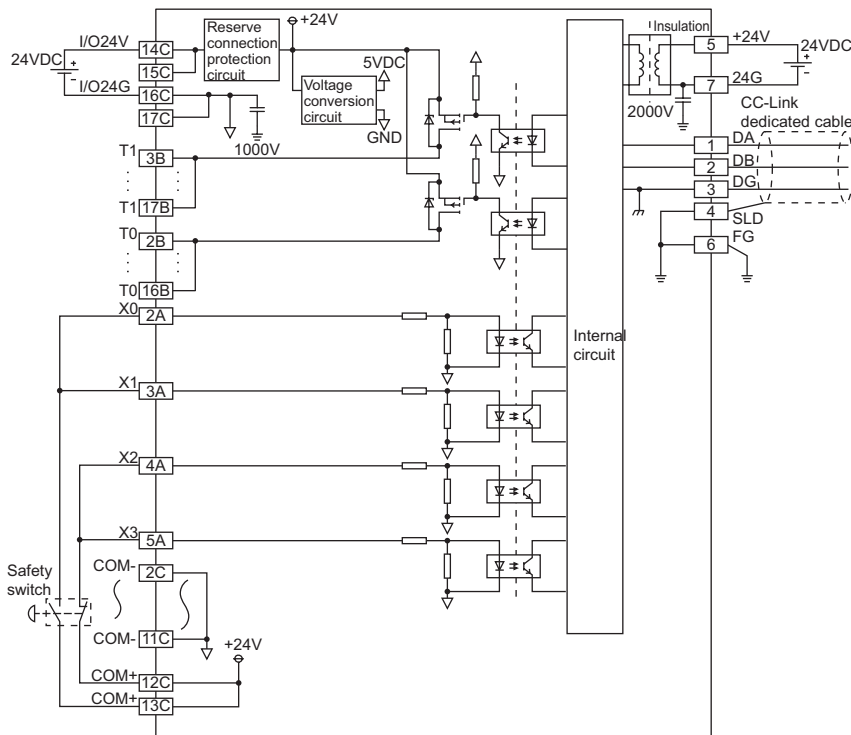 24VDC
I/O24V
14C
15C
I/O24G
16C
17C
Reserve
connection
protection
circuit
+24V
5VDC
Voltage
conversion
circuit
GND
1000V
T1
3B
T1
17B
T0
2B
T0
16B
X0
2A
X1
3A
X2
4A
X3
5A
COM-
2C
COM-
11C
COM+
12C
COM+
13C
+24V
Safety
switch
Internal
circuit
Insulation
2000V
5
+24V
7
24G
24VDC
CC-Link
dedicated cable
1
DA
2
DB
3
DG
4
SLD
6
FG